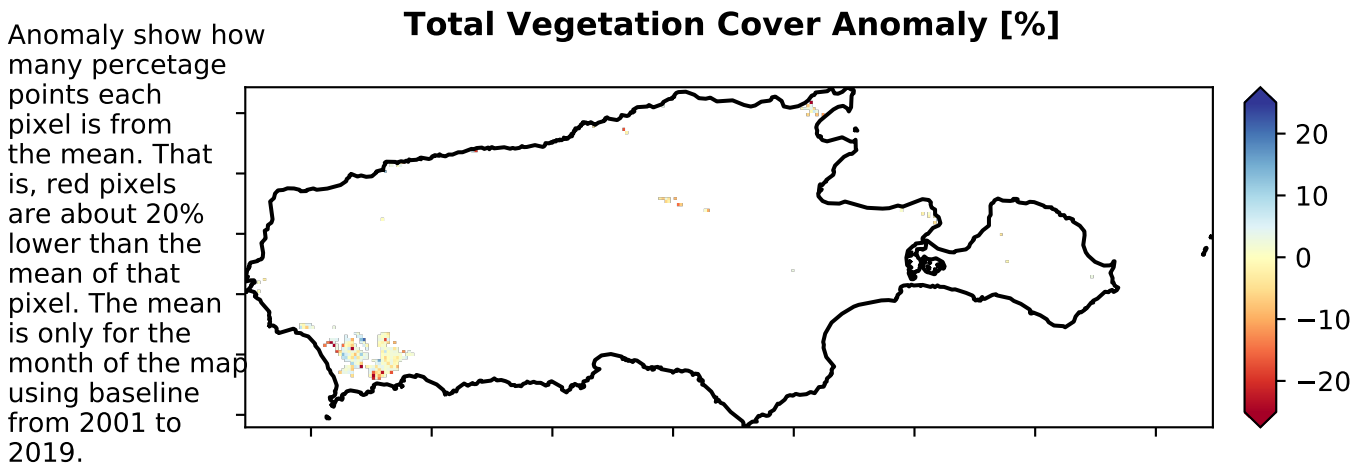 Total Vegetation Cover Anomaly [%]
Anomaly show how
many percetage
points each
pixel is from
the mean. That
is, red pixels
are about 20%
lower than the
mean of that
pixel. The mean
is only for the
month of the map
using baseline
from 2001 to
2019.
20
10
0
−10
−20